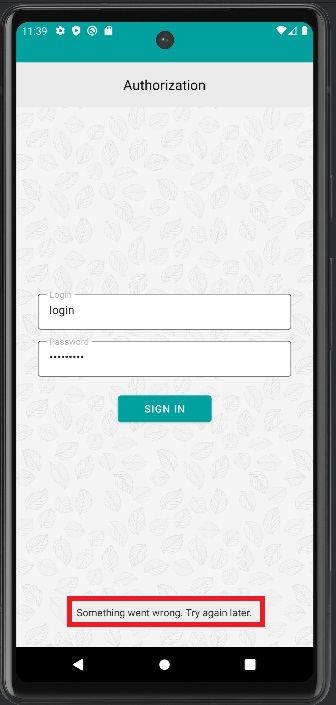 11:39
Authorization
Login
login
Password
•••••••••
SIGN IN
Something went wrong. Try again later.